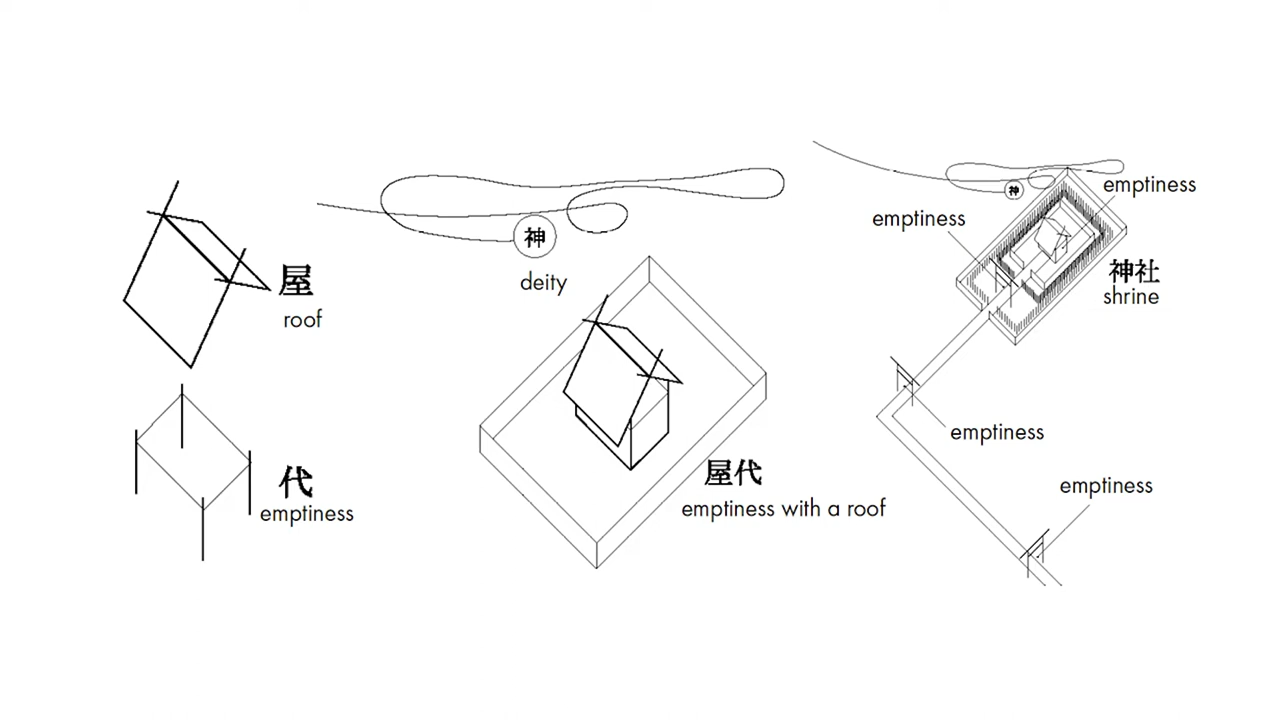 屋
roof
代
emptiness
神
deity
屋代
emptiness with a roof
神
emptiness
emptiness
神社
shrine
emptiness
emptiness